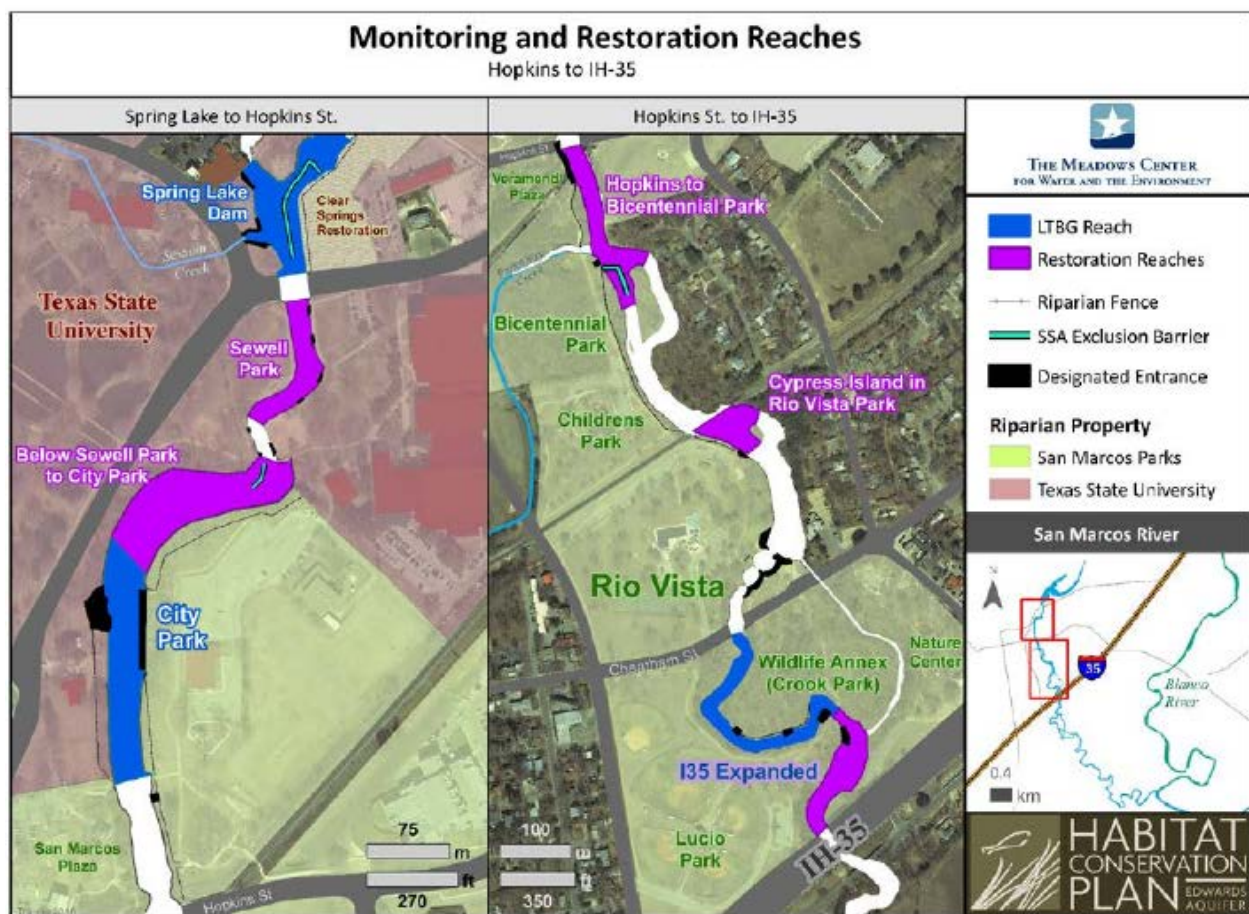 Monitoring and Restoration Reaches
Hopkins to IH-35
Spring Lake to Hopkins St.
Spring Lake
Dam
Clear
Springs
Restoration
Creek
Texas State
University
Sewell
Park
Below Sewell Park
to City Park
City
Park
San Marcos
Plaza
Hopkins St
75
m
ft
270
Hopkins St. to IH-35
Hopkins St
Veramendi
Plaza
Hopkins to
Bicentennial Park
Bicentennial
Park
Cypress Island in
Rio Vista Park
Childrens
Park
Rio Vista
Cheatham St
Nature
Center
Wildlife Annex
(Crook Park)
I35 Expanded
Lucio
Park
IH-35
100
350
THE MEADOWS CENTER
FOR WATER AND THE ENVIRONMENT
LTBG Reach
Restoration Reaches
Riparian Fence
SSA Exclusion Barrier
Designated Entrance
Riparian Property
San Marcos Parks
Texas State University
San Marcos River
N
35
Blanco
River
0.4
km
HABITAT
CONSERVATION
PLAN
EDWARDS
AQUIFER